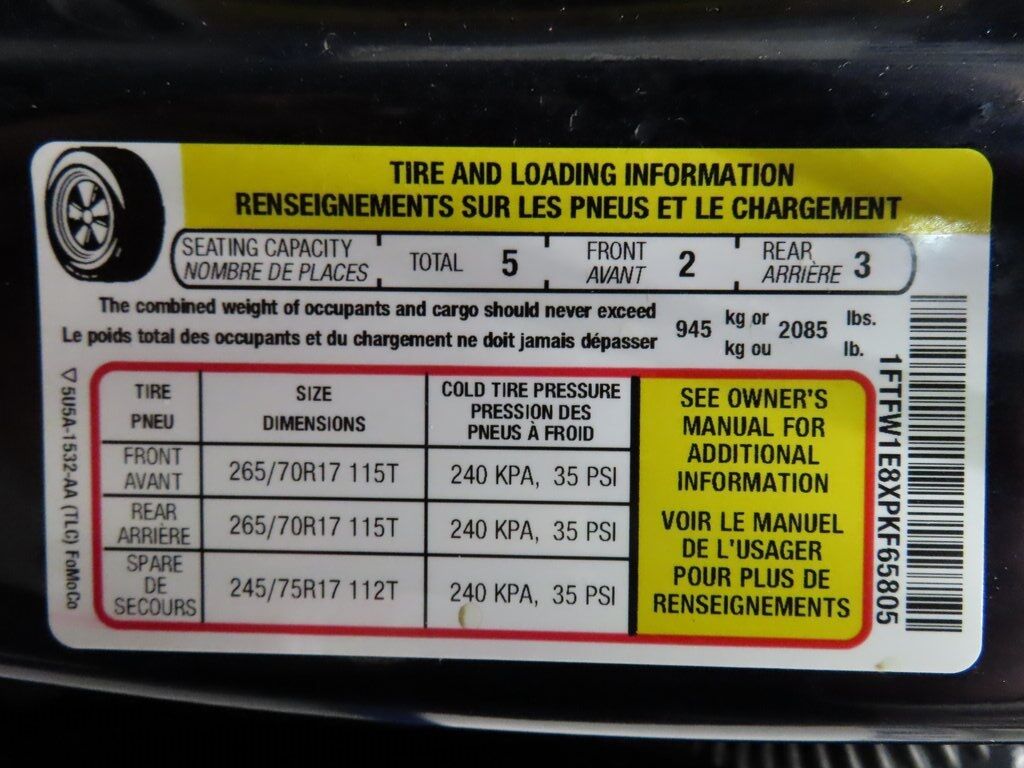 TIRE AND LOADING INFORMATION
RENSEIGNEMENTS SUR LES PNEUS ET LE CHARGEMENT
SEATING CAPACITY TOTAL 5 FRONT 2 REAR 3
NOMBRE DE PLACES AVANT ARRIÈRE
The combined weight of occupants and cargo should never exceed 945 kg or 2085 lbs.
Le poids total des occupants et du chargement ne doit jamais dépasser kg ou lb.
TIRE SIZE COLD TIRE PRESSURE
PNEU DIMENSIONS PRESSION DES
PNEUS À FROID
FRONT
AVANT 265/70R17 115T 240 KPA, 35 PSI
REAR
ARRIÈRE 265/70R17 115T 240 KPA, 35 PSI
SPARE
DE
SECOURS 245/75R17 112T 240 KPA, 35 PSI
SEE OWNER'S
MANUAL FOR
ADDITIONAL
INFORMATION
VOIR LE MANUEL
DE L'USAGER
POUR PLUS DE
RENSEIGNEMENTS
5U5A-1532-AA (TLC) FoMoCo
1FTFW1E8XPKF65805